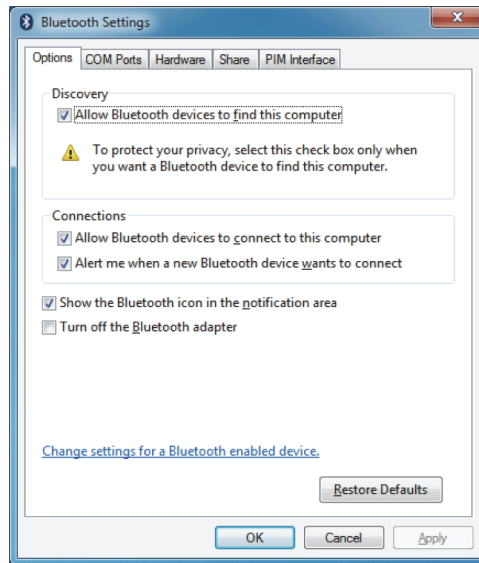 Bluetooth Settings
x
Options COM Ports Hardware Share PIM Interface
Discovery
Allow Bluetooth devices to find this computer
To protect your privacy, select this check box only when
you want a Bluetooth device to find this computer.
Connections
Allow Bluetooth devices to connect to this computer
Alert me when a new Bluetooth device wants to connect
Show the Bluetooth icon in the notification area
Turn off the Bluetooth adapter
Change settings for a Bluetooth enabled device.
Restore Defaults
OK Cancel Apply